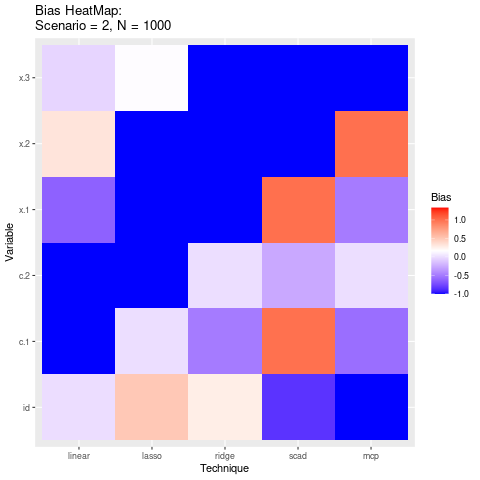 Bias HeatMap:
Scenario = 2, N = 1000
x.3
x.2
x.1
c.2
c.1
id
Variable
linear
lasso
ridge
scad
mcp
Technique
Bias
1.0
0.5
0.0
-0.5
-1.0